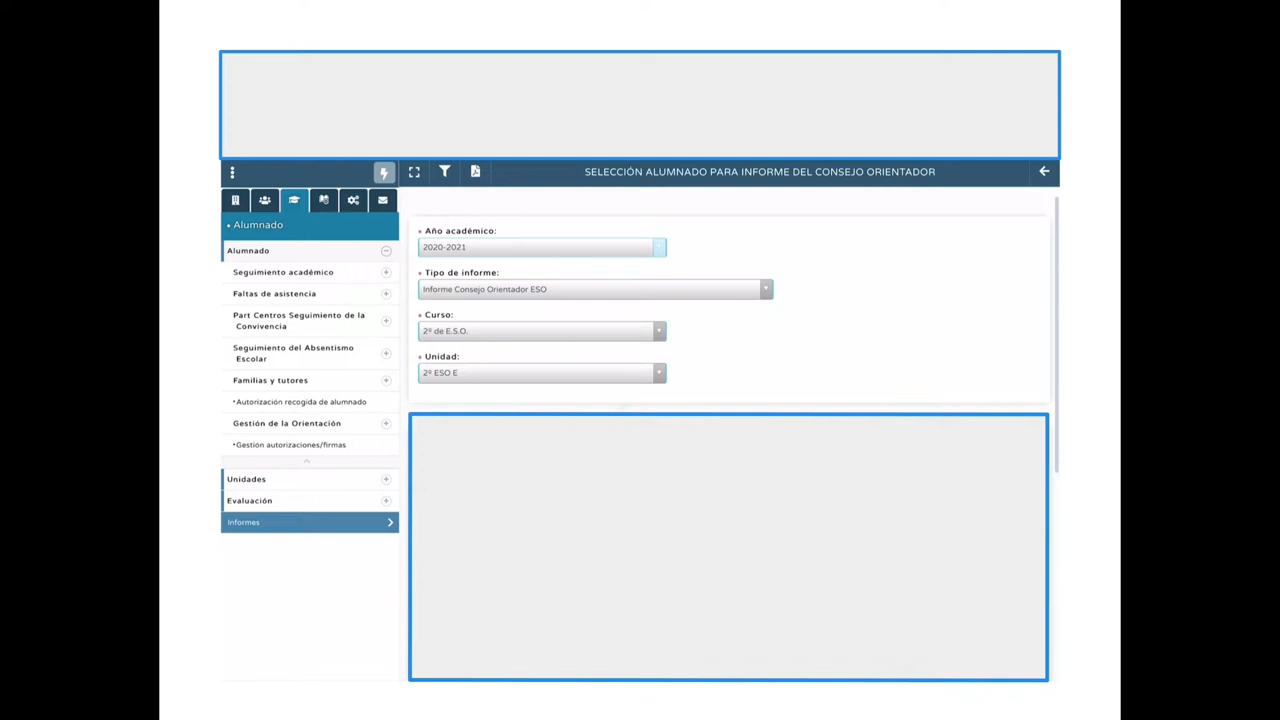 SELECCIÓN ALUMNADO PARA INFORME DEL CONSEJO ORIENTADOR
• Alumnado
Alumnado
Seguimiento académico
Faltas de asistencia
Part Centros Seguimiento de la
Convivencia
Seguimiento del Absentismo
Escolar
Familias y tutores
•Autorización recogida de alumnado
Gestión de la Orientación
•Gestión autorizaciones/firmas
Unidades
Evaluación
Informes
• Año académico:
2020-2021
• Tipo de informe:
Informe Consejo Orientador ESO
• Curso:
2º de E.S.O.
• Unidad:
2º ESO E